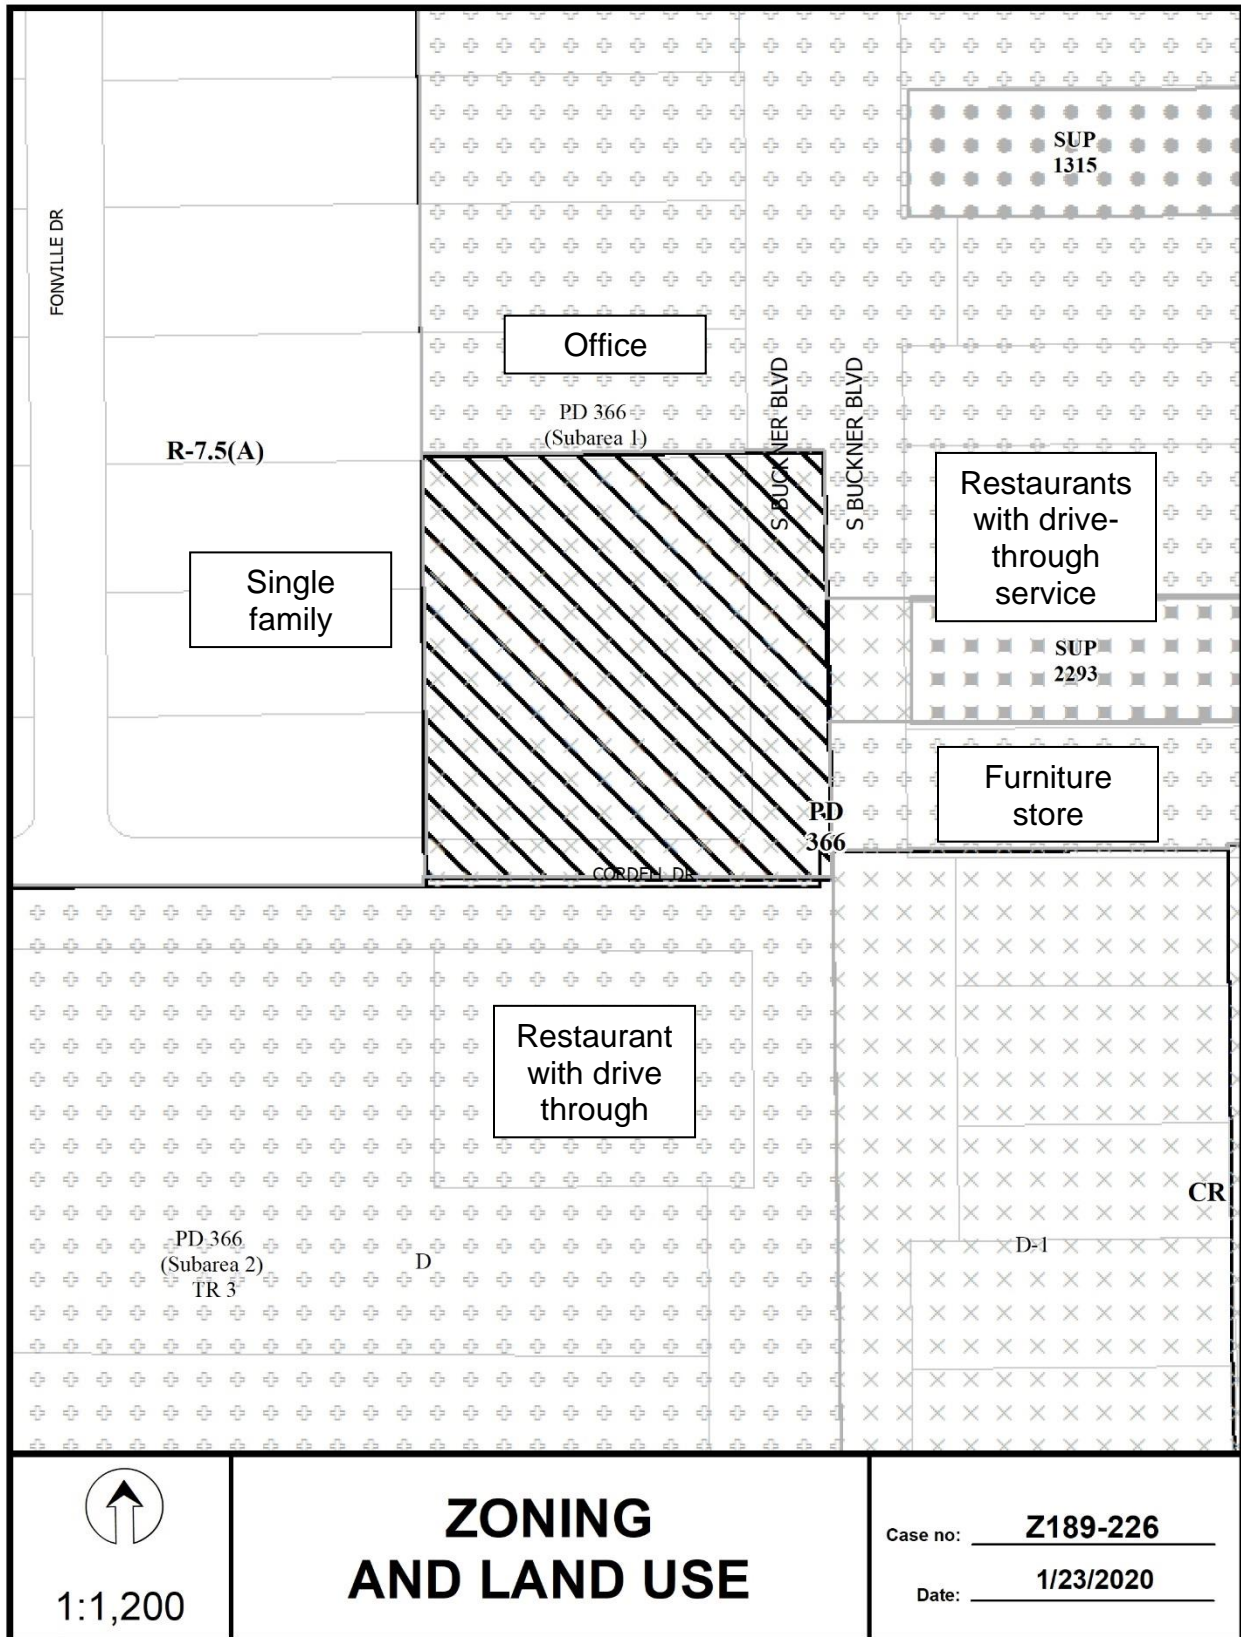 SUP
1315
FONVILLE DR
Office
S BUCKNER BLVD
S BUCKNER BLVD
PD 366
(Subarea 1)
R-7.5(A)
Restaurants
with drive-
through
service
Single
family
SUP
2293
Furniture
store
PD
366
CORDELL DR
Restaurant
with drive
through
CR
PD 366
(Subarea 2)
TR 3
D
D-1
1:1,200
ZONING
AND LAND USE
Case no: Z189-226
Date: 1/23/2020